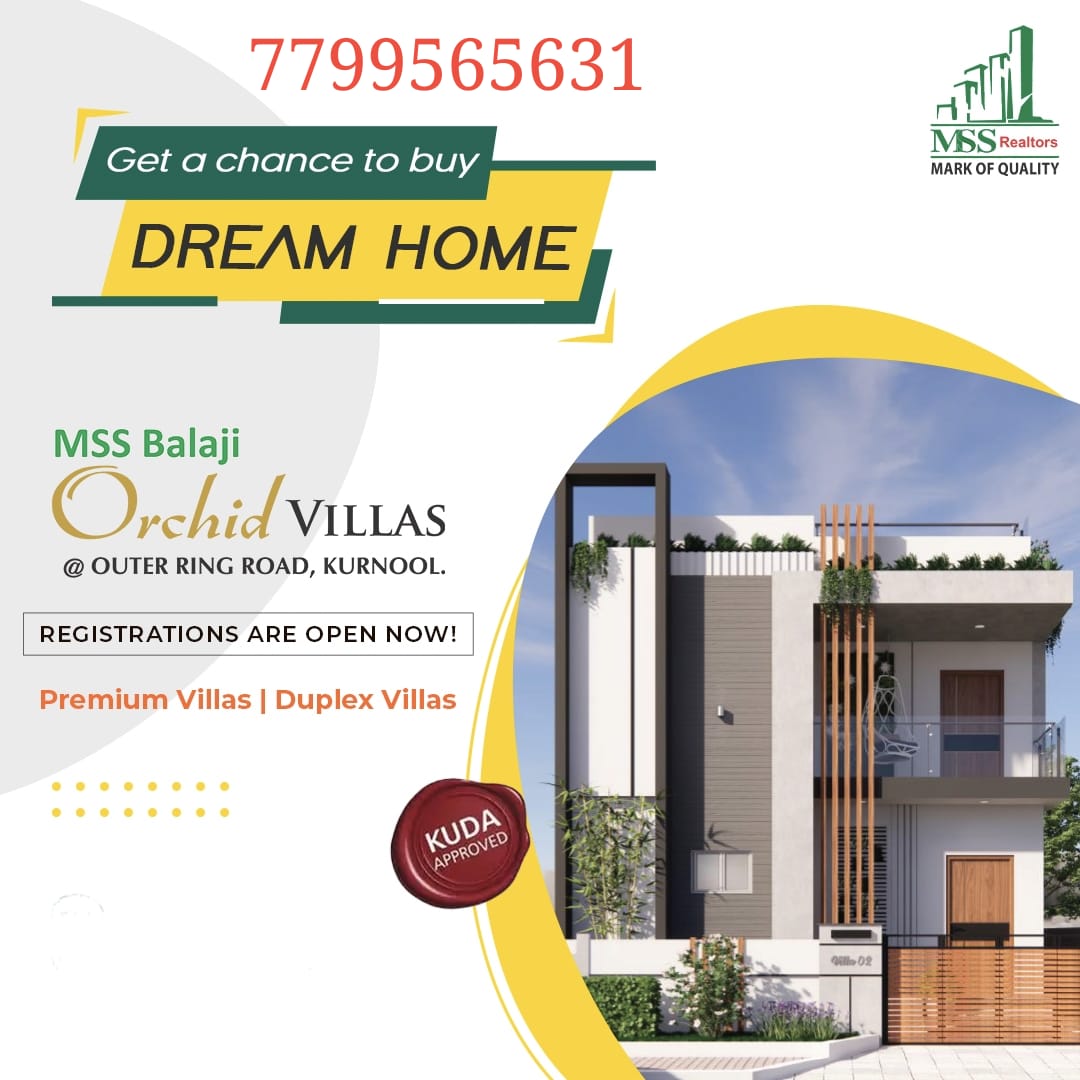 7799565631
MSS Realtors
MARK OF QUALITY
Get a chance to buy
DREAM HOME
MSS Balaji
Orchid VILLAS
@ OUTER RING ROAD, KURNOOL.
REGISTRATIONS ARE OPEN NOW!
Premium Villas | Duplex Villas
KUDA
APPROVED
Villa 02